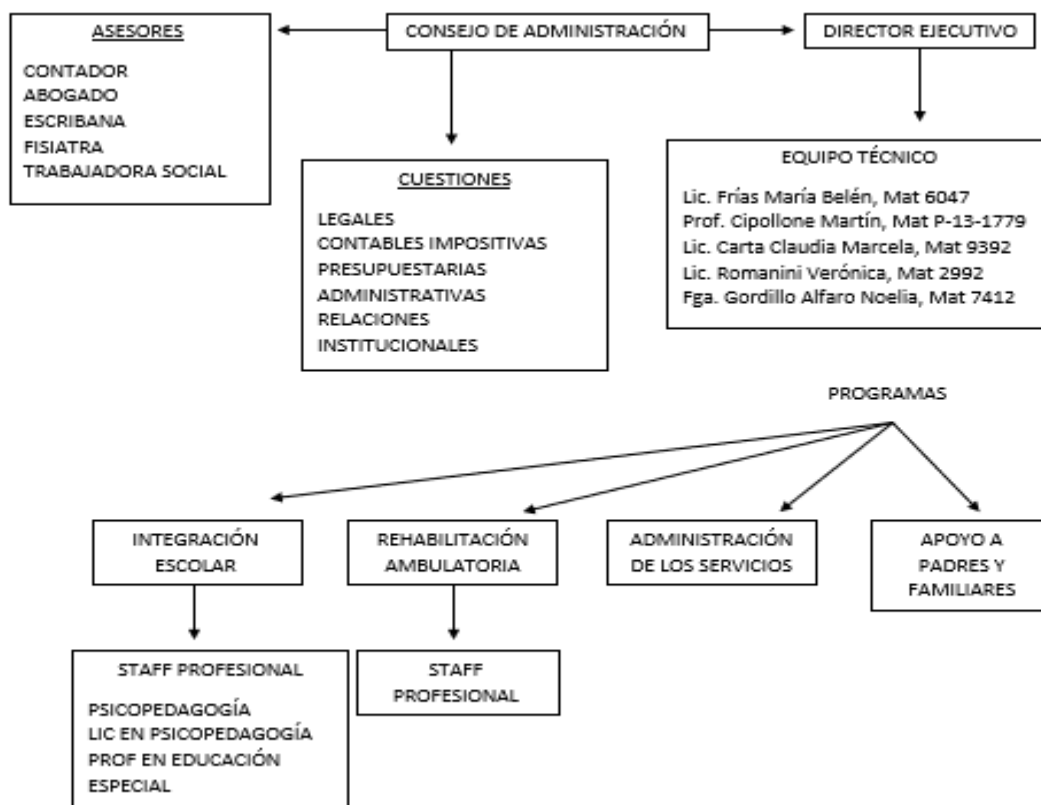 ASESORES
CONTADOR
ABOGADO
ESCRIBANA
FISIATRA
TRABAJADORA SOCIAL
CONSEJO DE ADMINISTRACIÓN
DIRECTOR EJECUTIVO
CUESTIONES
LEGALES
CONTABLES IMPOSITIVAS
PRESUPUESTARIAS
ADMINISTRATIVAS
RELACIONES
INSTITUCIONALES
EQUIPO TÉCNICO
Lic. Frías María Belén, Mat 6047
Prof. Cipollone Martín, Mat P-13-1779
Lic. Carta Claudia Marcela, Mat 9392
Lic. Romanini Verónica, Mat 2992
Fga. Gordillo Alfaro Noelia, Mat 7412
PROGRAMAS
INTEGRACIÓN
ESCOLAR
REHABILITACIÓN
AMBULATORIA
ADMINISTRACIÓN
DE LOS SERVICIOS
APOYO A
PADRES Y
FAMILIARES
STAFF PROFESIONAL
PSICOPEDAGOGÍA
LIC EN PSICOPEDAGOGÍA
PROF EN EDUCACIÓN
ESPECIAL
STAFF
PROFESIONAL